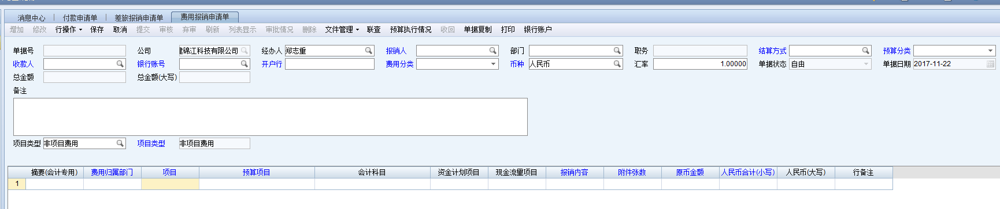 消息中心 付款申请单 差旅报销申请单 费用报销申请单
增加 修改 行操作 保存 取消 提交 审核 弃审 刷新 列表显示 审批情况 删除 文件管理 联查 预算执行情况 收回 单据复制 打印 银行账户
单据号 公司 锦江科技有限公司 经办人 郑志重 报销人 部门 职务 结算方式 预算分类
收款人 银行账号 开户行 费用分类 币种 人民币 汇率 1.00000 单据状态 自由 单据日期 2017-11-22
总金额 总金额(大写)
备注
项目类型 非项目费用 项目类型 非项目费用
摘要(会计专用) 费用归属部门 项目 预算项目 会计科目 资金计划项目 现金流量项目 报销内容 附件张数 原币金额 人民币合计(小写) 人民币(大写) 行备注
1